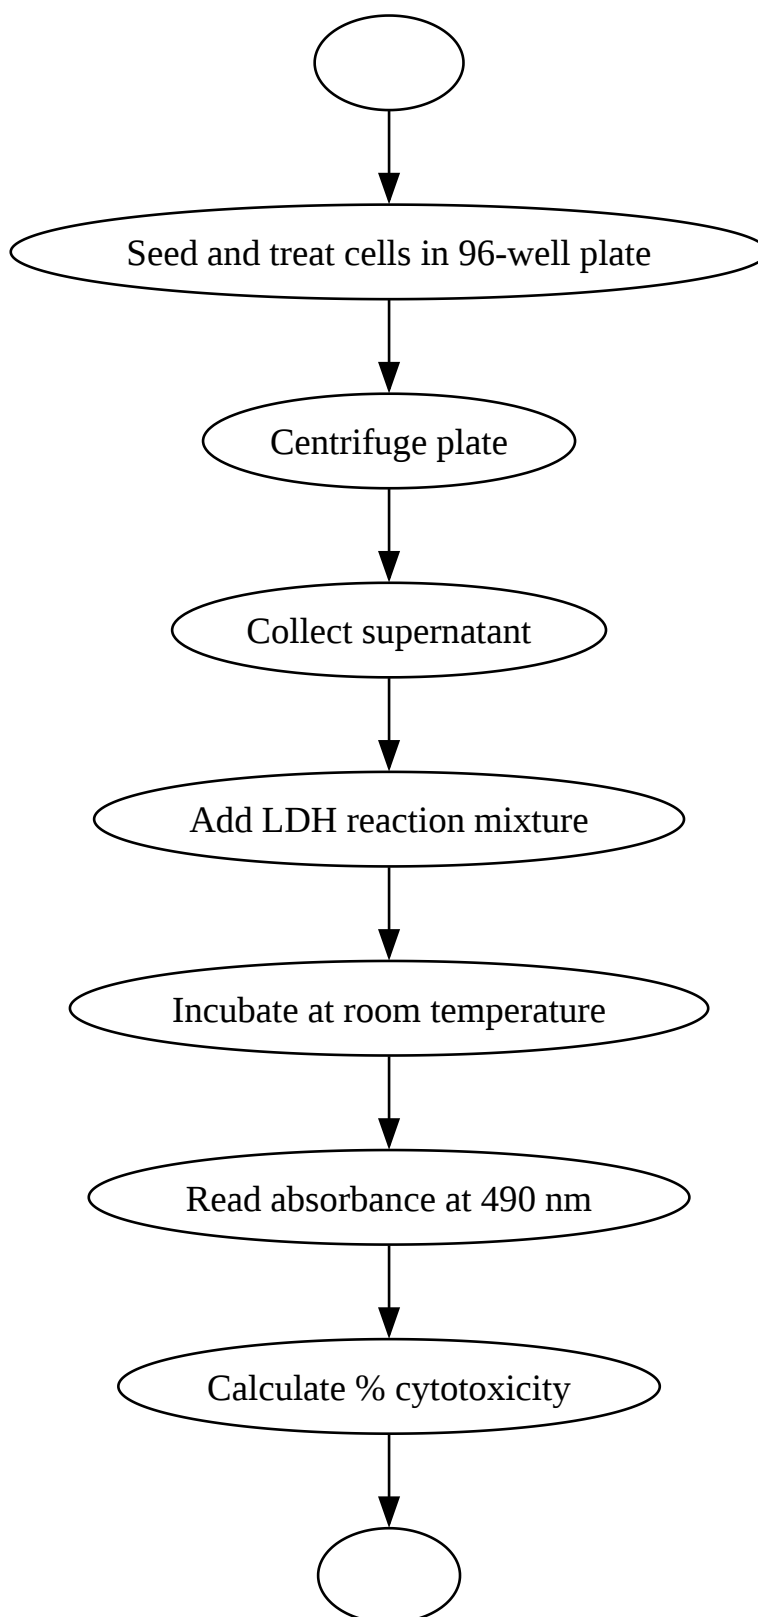 Seed and treat cells in 96-well plate
Centrifuge plate
Collect supernatant
Add LDH reaction mixture
Incubate at room temperature
Read absorbance at 490 nm
Calculate % cytotoxicity